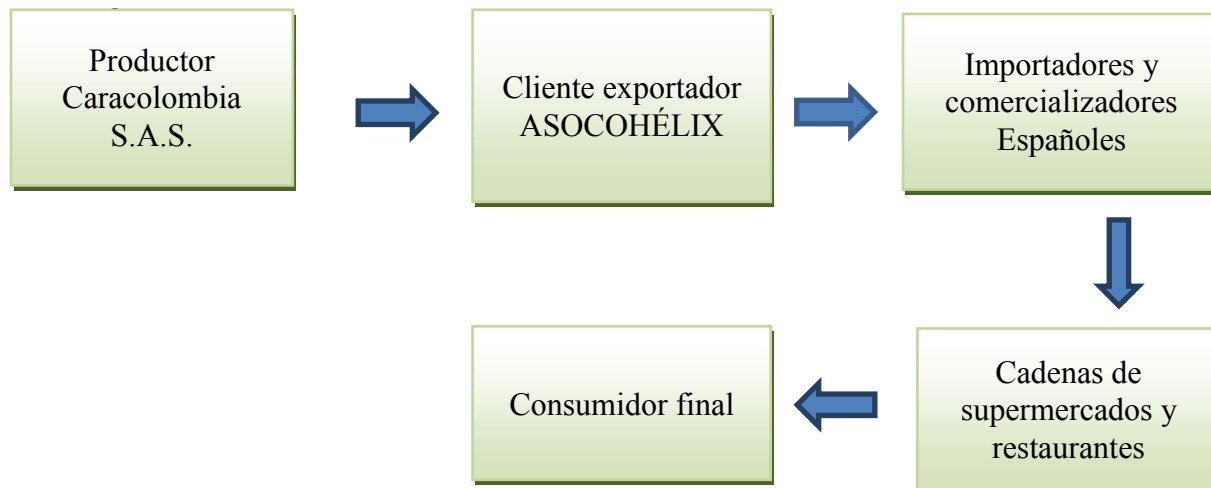 Productor
Caracolombia
S.A.S.
Cliente exportador
ASOCOHÉLIX
Importadores y
comercializadores
Españoles
Cadenas de
supermercados y
restaurantes
Consumidor final